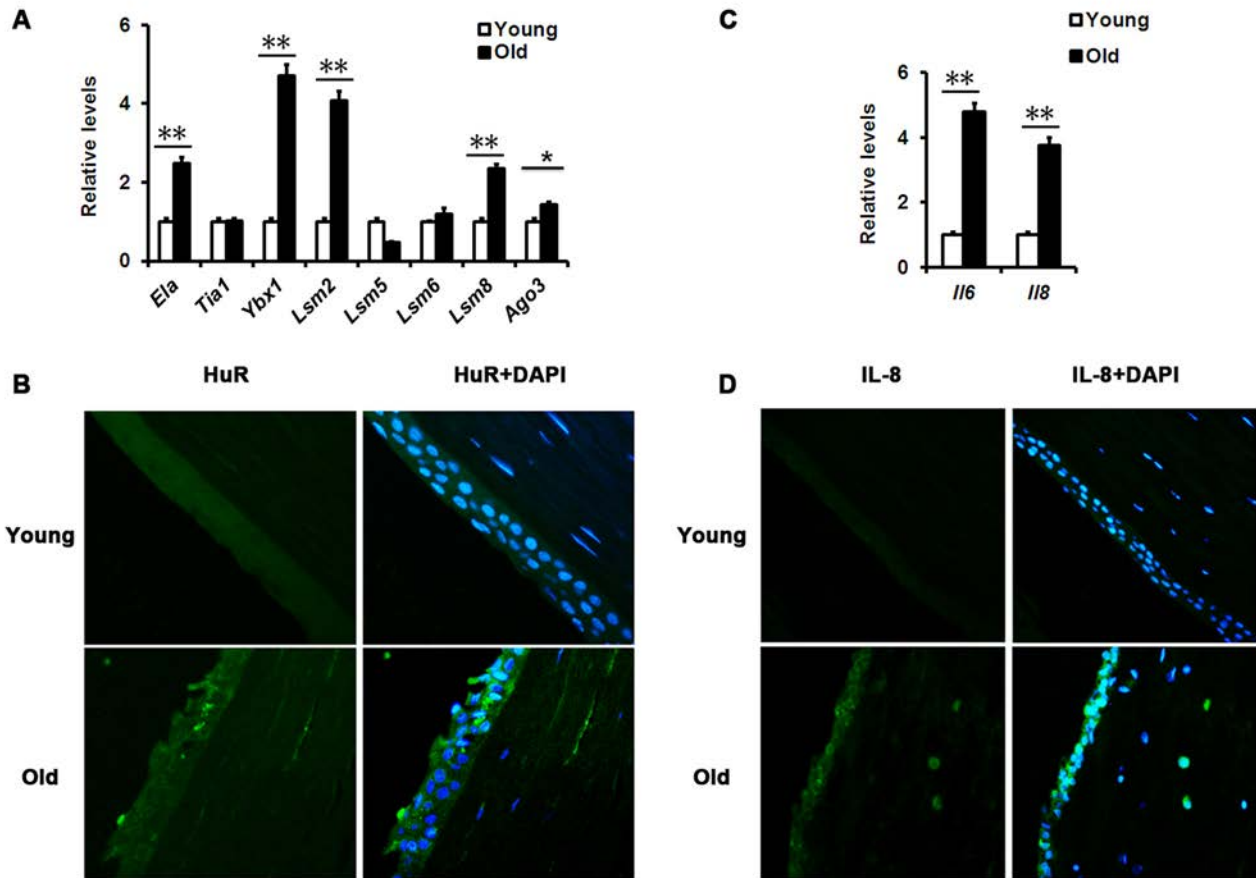 A
Young
Old
Relative levels
6
4
2
0
** ** ** ** *
Ela Tia1 Ybx1 Lsm2 Lsm5 Lsm6 Lsm8 Ago3
C
Young
Old
Relative levels
8
6
4
2
0
** **
Il6 Il8
B
HuR HuR+DAPI
Young
Old
D
IL-8 IL-8+DAPI
Young
Old